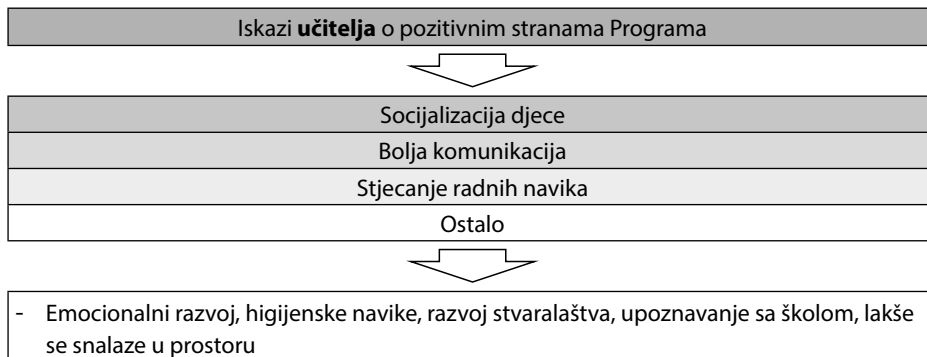 Iskazi učitelja o pozitivnim stranama Programa
Socijalizacija djece
Bolja komunikacija
Stjecanje radnih navika
Ostalo
- Emocionalni razvoj, higijenske navike, razvoj stvaralaštva, upoznavanje sa školom, lakše
se snalaze u prostoru